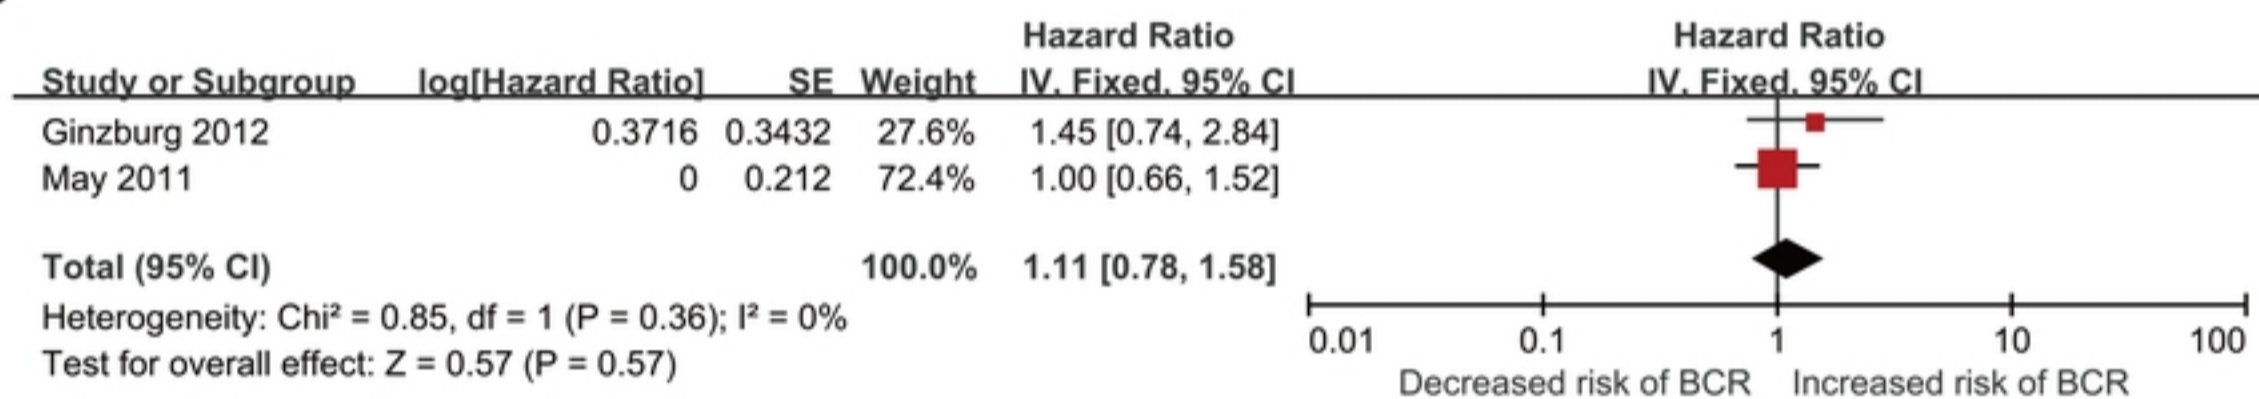 Hazard Ratio Hazard Ratio
Study or Subgroup log[Hazard Ratio] SE Weight IV. Fixed. 95% CI IV. Fixed. 95% CI
Ginzburg 2012 0.3716 0.3432 27.6% 1.45 [0.74, 2.84]
May 2011 0 0.212 72.4% 1.00 [0.66, 1.52]
Total (95% CI) 100.0% 1.11 [0.78, 1.58]
Heterogeneity: Chi² = 0.85, df = 1 (P = 0.36); I² = 0%
Test for overall effect: Z = 0.57 (P = 0.57)
0.01 0.1 1 10 100
Decreased risk of BCR Increased risk of BCR